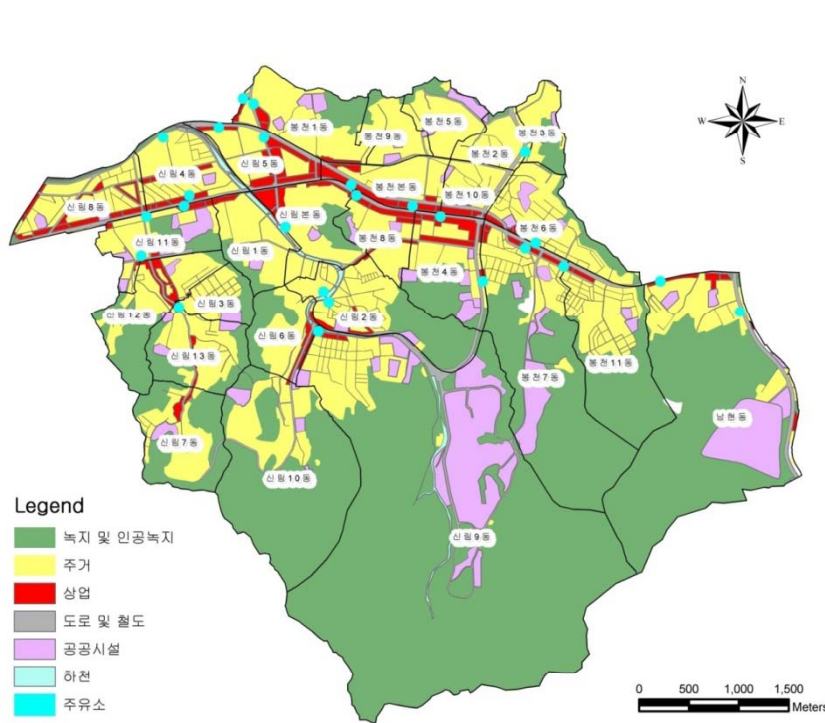 N
W E
S
봉천5동
봉천1동
봉천9동
봉천3동
봉천2동
신림5동
신림4동
봉천본동
봉천10동
신림8동
신림본동
봉천6동
봉천8동
신림11동
신림1동
봉천4동
신림3동
신림12동
신림2동
신림6동
신림13동
봉천11동
봉천7동
남현동
신림7동
신림10동
신림9동
Legend
녹지 및 인공녹지
주거
상업
도로 및 철도
공공시설
하천
주유소
0 500 1,000 1,500
Meters